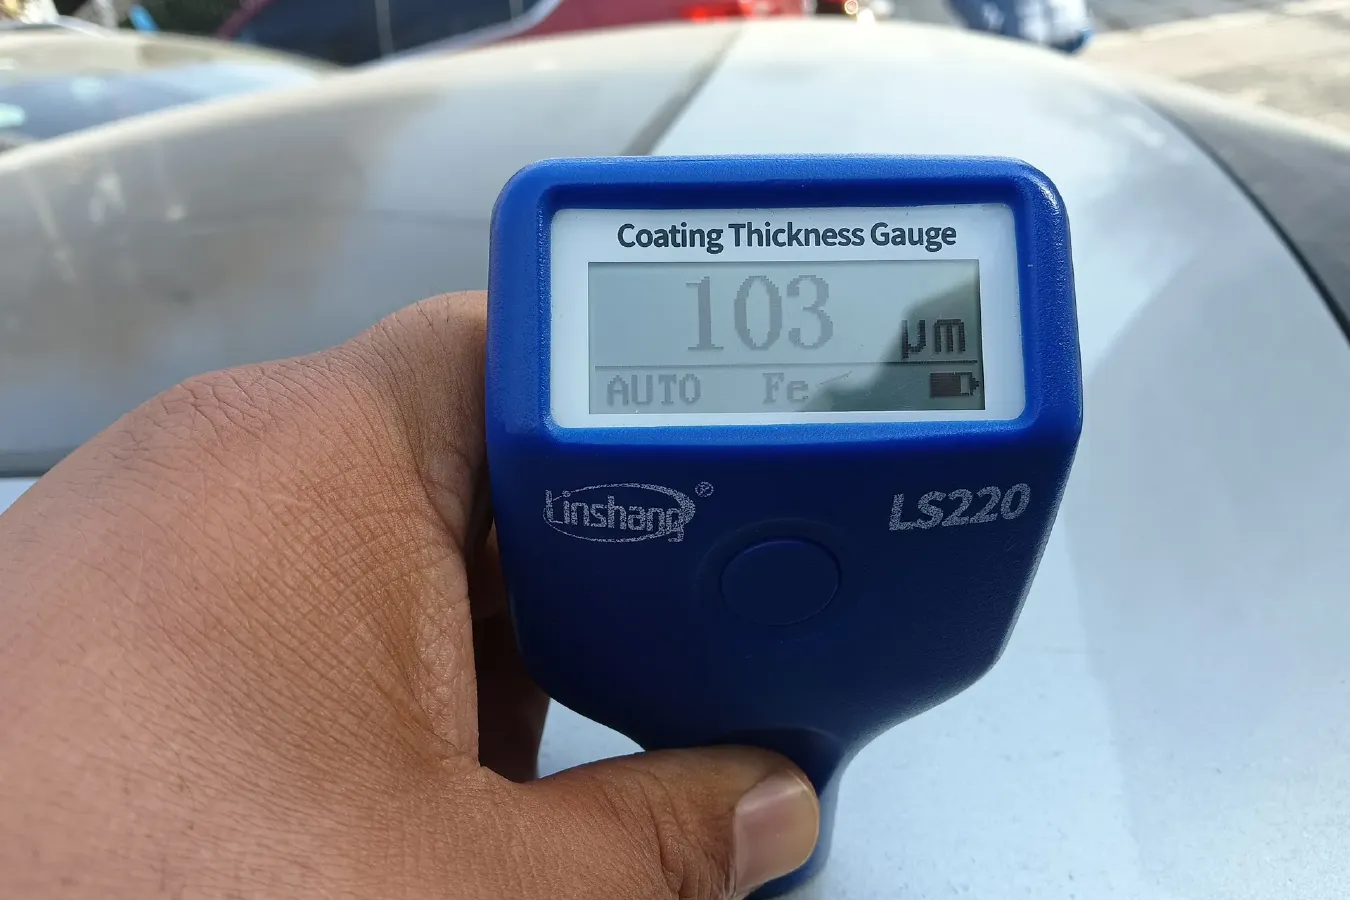 Coating Thickness Gauge
103 μm
AUTO Fe
Linshang® LS220